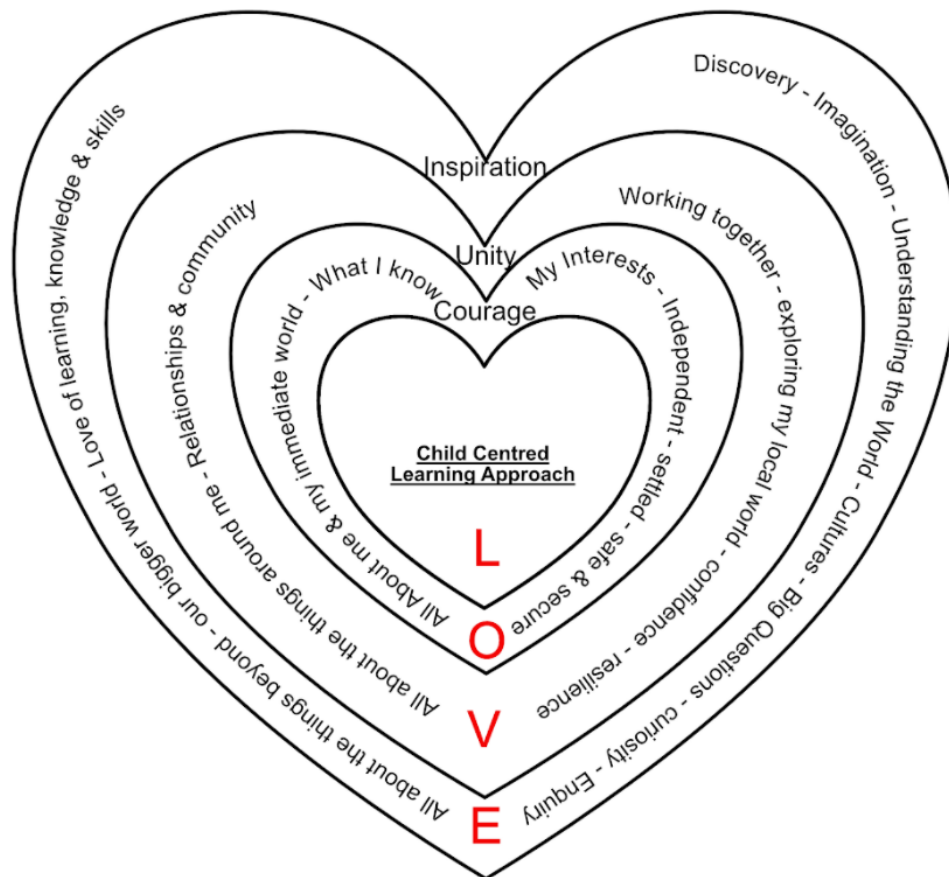 Inspiration
All about the things beyond - our bigger world - Love of learning, knowledge & skills
Discovery - Imagination - Understanding the World - Cultures - Big Questions - curiosity - Enquiry
Unity
All about the things around me - Relationships & community
Working together - exploring my local world - confidence - resilience
Courage
All About me & my immediate world - What I know
My Interests - Independent - settled - safe & secure
Child Centred
Learning Approach
L
O
V
E